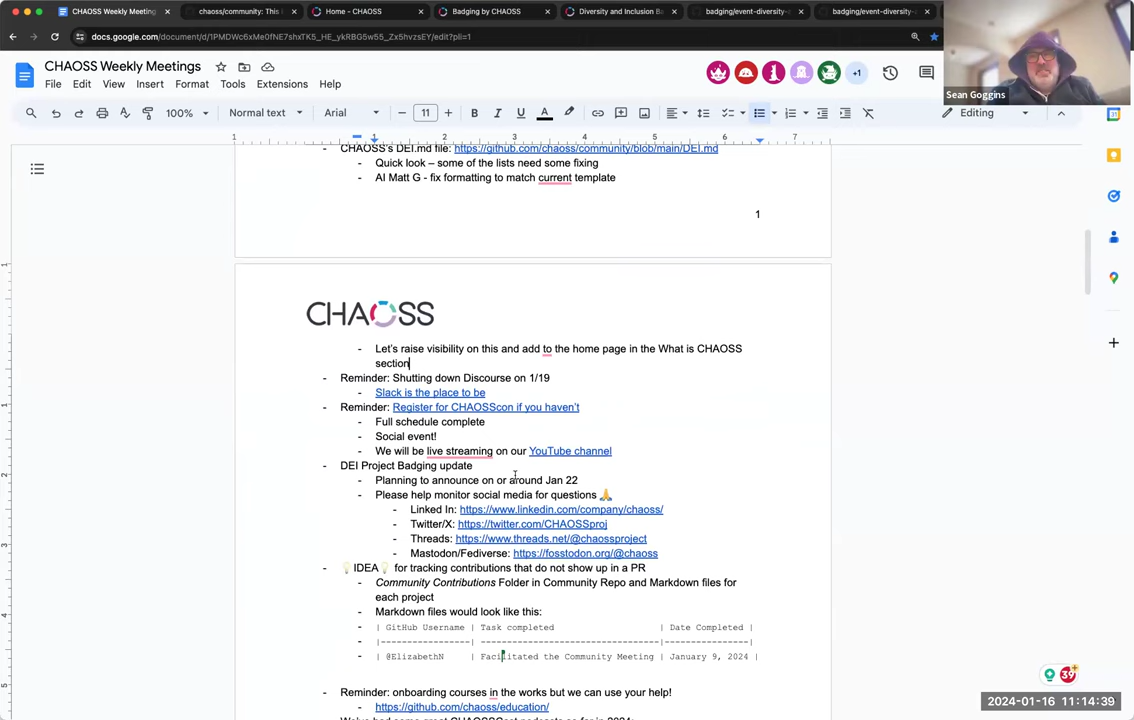 CHAOSS Weekly Meeting
chaoss/community: This
Home – CHAOSS
Badging by CHAOSS
Diversity and Inclusion Ba
badging/event-diversity-
badging/event-diversity-
docs.google.com/document/d/1PMDWc6xMe0fNE7shxTK5_HE_ykRBG5w55_Zx5hvzsEY/edit?pli=1
Sean Goggins
CHAOSS Weekly Meetings
+1
File Edit View Insert Format Tools Extensions Help
100% Normal text Arial 11 Editing
1 1 2 3 4 5 6 7
- CHAOSS's DEI.md file: https://github.com/chaoss/community/blob/main/DEI.md
- Quick look – some of the lists need some fixing
- AI Matt G - fix formatting to match current template
1
CHAOSS
- Let's raise visibility on this and add to the home page in the What is CHAOSS
section
- Reminder: Shutting down Discourse on 1/19
- Slack is the place to be
- Reminder: Register for CHAOSScon if you haven't
- Full schedule complete
- Social event!
- We will be live streaming on our YouTube channel
- DEI Project Badging update
- Planning to announce on or around Jan 22
- Please help monitor social media for questions 🙏
- Linked In: https://www.linkedin.com/company/chaoss/
- Twitter/X: https://twitter.com/CHAOSSproj
- Threads: https://www.threads.net/@chaossproject
- Mastodon/Fediverse: https://fosstodon.org/@chaoss
- 💡IDEA💡 for tracking contributions that do not show up in a PR
- Community Contributions Folder in Community Repo and Markdown files for
each project
- Markdown files would look like this:
- | GitHub Username | Task completed | Date Completed |
- |-----------------| ---------------------------------|---------------|
- | @ElizabethN | Facilitated the Community Meeting | January 9, 2024 |
- Reminder: onboarding courses in the works but we can use your help!
- https://github.com/chaoss/education/
39
2024-01-16 11:14:39